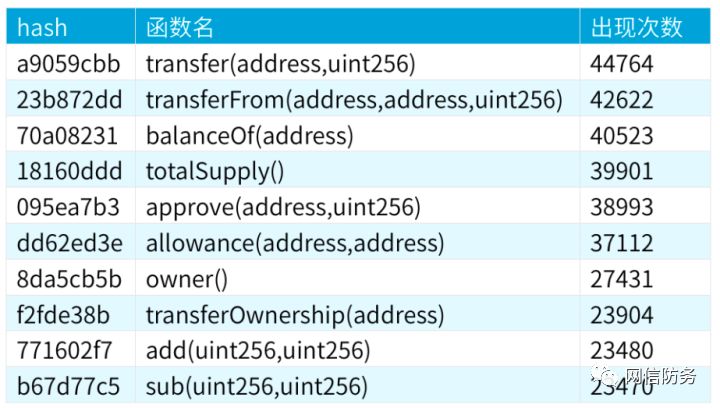 hash 函数名 出现次数
a9059cbb transfer(address,uint256) 44764
23b872dd transferFrom(address,address,uint256) 42622
70a08231 balanceOf(address) 40523
18160ddd totalSupply() 39901
095ea7b3 approve(address,uint256) 38993
dd62ed3e allowance(address,address) 37112
8da5cb5b owner() 27431
f2fde38b transferOwnership(address) 23904
771602f7 add(uint256,uint256) 23480
b67d77c5 sub(uint256,uint256) 23470
网信防务